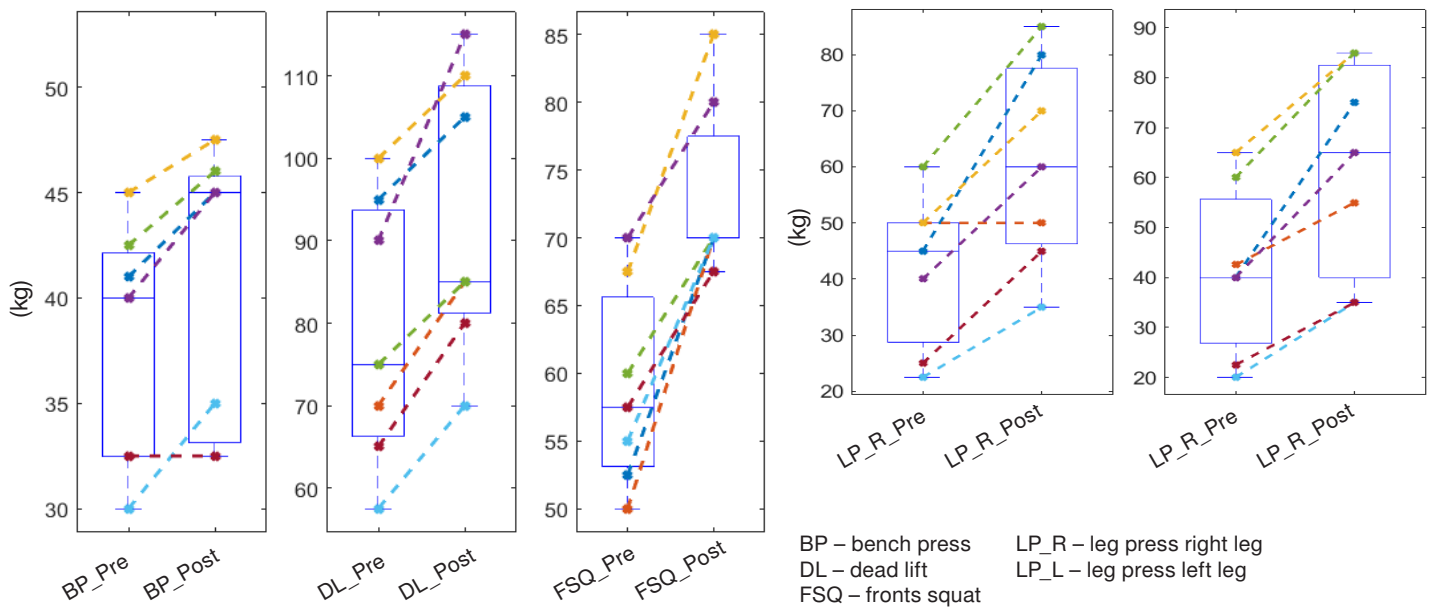 (kg)
50
45
40
35
30
BP_Pre
BP_Post
110
100
90
80
70
60
DL_Pre
DL_Post
85
80
75
70
65
60
55
50
FSQ_Pre
FSQ_Post
(kg)
80
70
60
50
40
30
20
LP_R_Pre
LP_R_Post
90
80
70
65
50
40
30
20
LP_R_Pre
LP_R_Post
BP – bench press
DL – dead lift
FSQ – fronts squat
LP_R – leg press right leg
LP_L – leg press left leg